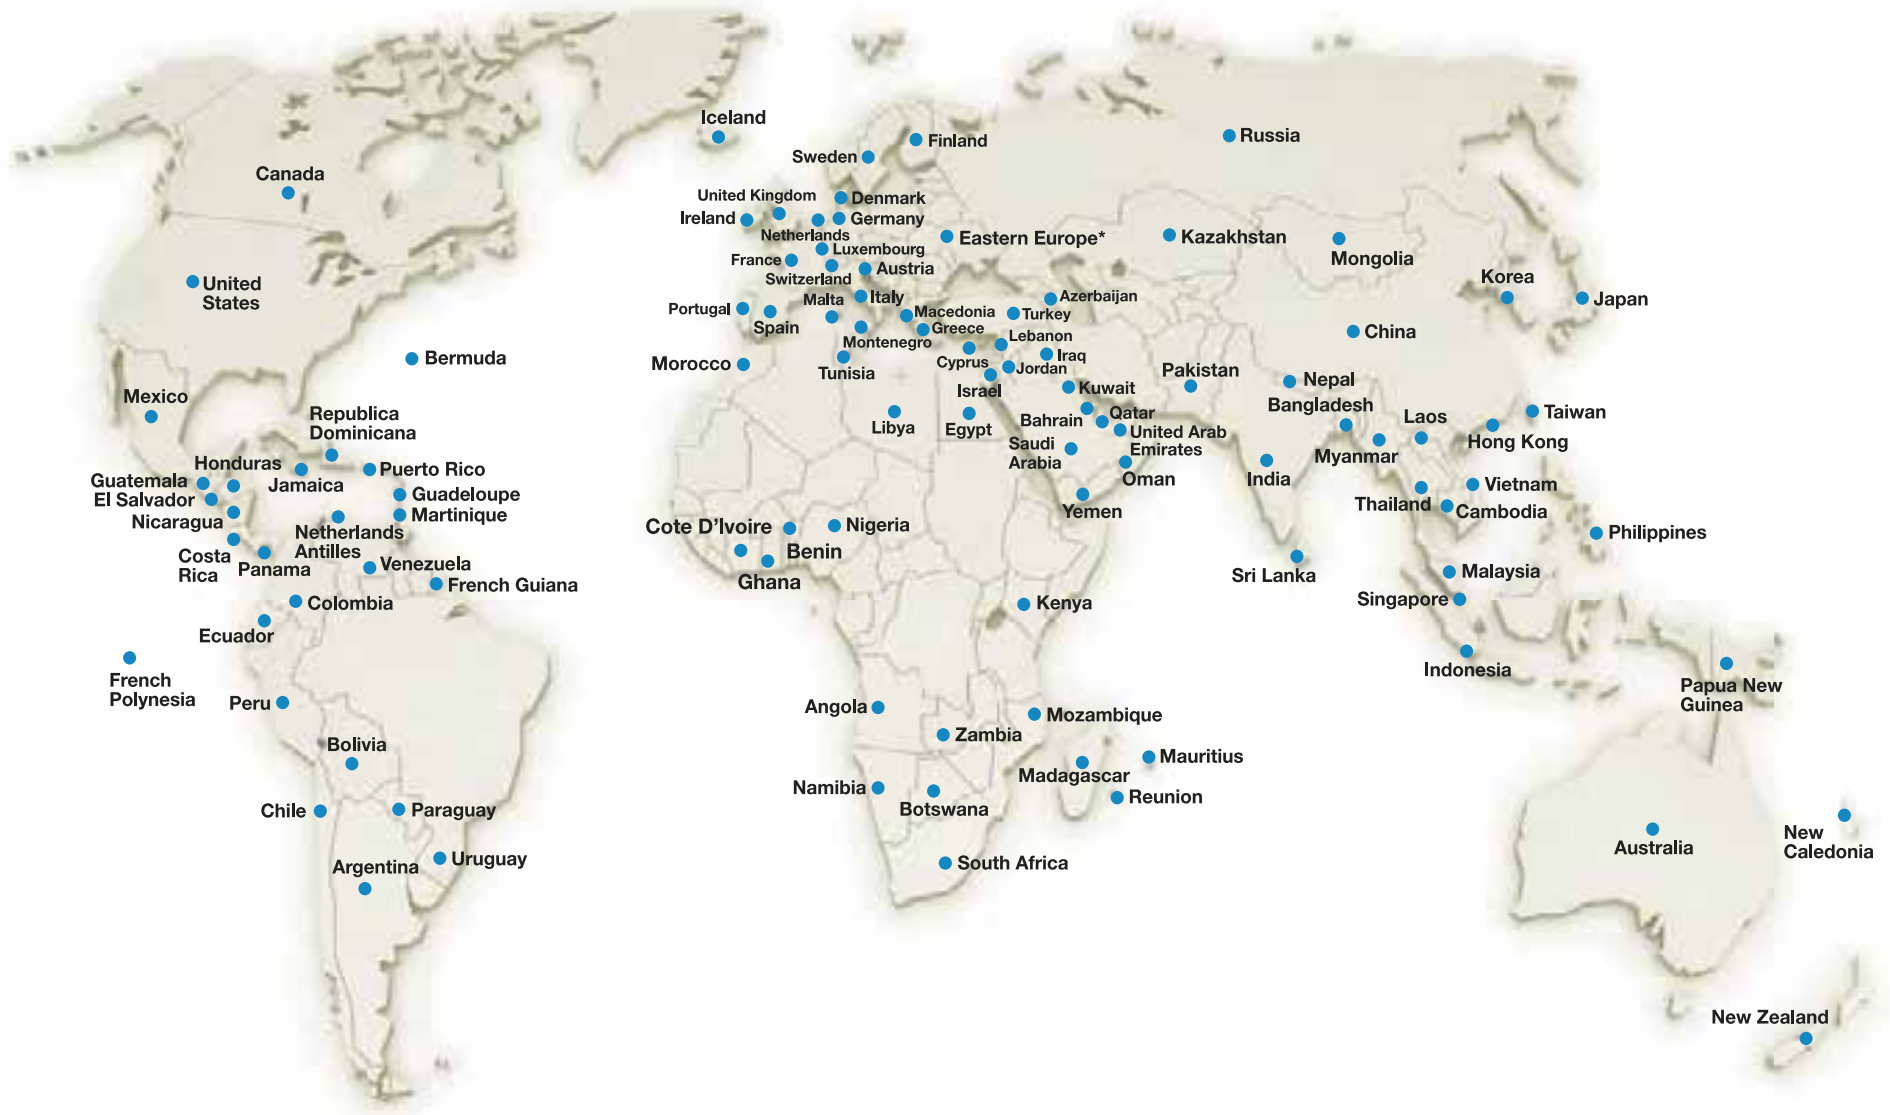 Iceland
Finland
Russia
Sweden
Canada
United Kingdom
Denmark
Ireland
Germany
Netherlands
Eastern Europe*
Kazakhstan
Luxembourg
Mongolia
France
Switzerland
Austria
Korea
United
States
Malta
Italy
Azerbaijan
Japan
Portugal
Spain
Macedonia
Turkey
Greece
China
Montenegro
Lebanon
Bermuda
Morocco
Tunisia
Cyprus
Iraq
Jordan
Pakistan
Israel
Kuwait
Nepal
Mexico
Bangladesh
Republica
Dominicana
Libya
Egypt
Bahrain
Qatar
Laos
Taiwan
United Arab
Emirates
Hong Kong
Saudi
Arabia
Myanmar
Honduras
Jamaica
Puerto Rico
Guatemala
El Salvador
Guadeloupe
Oman
India
Vietnam
Nicaragua
Martinique
Yemen
Thailand
Cambodia
Netherlands
Antilles
Cote D'Ivoire
Nigeria
Philippines
Costa
Rica
Panama
Venezuela
Benin
Ghana
Sri Lanka
Malaysia
French Guiana
Singapore
Colombia
Kenya
Ecuador
Indonesia
French
Polynesia
Papua New
Guinea
Peru
Angola
Mozambique
Zambia
Bolivia
Mauritius
Madagascar
Namibia
Botswana
Reunion
Chile
Paraguay
New
Caledonia
Australia
Argentina
Uruguay
South Africa
New Zealand